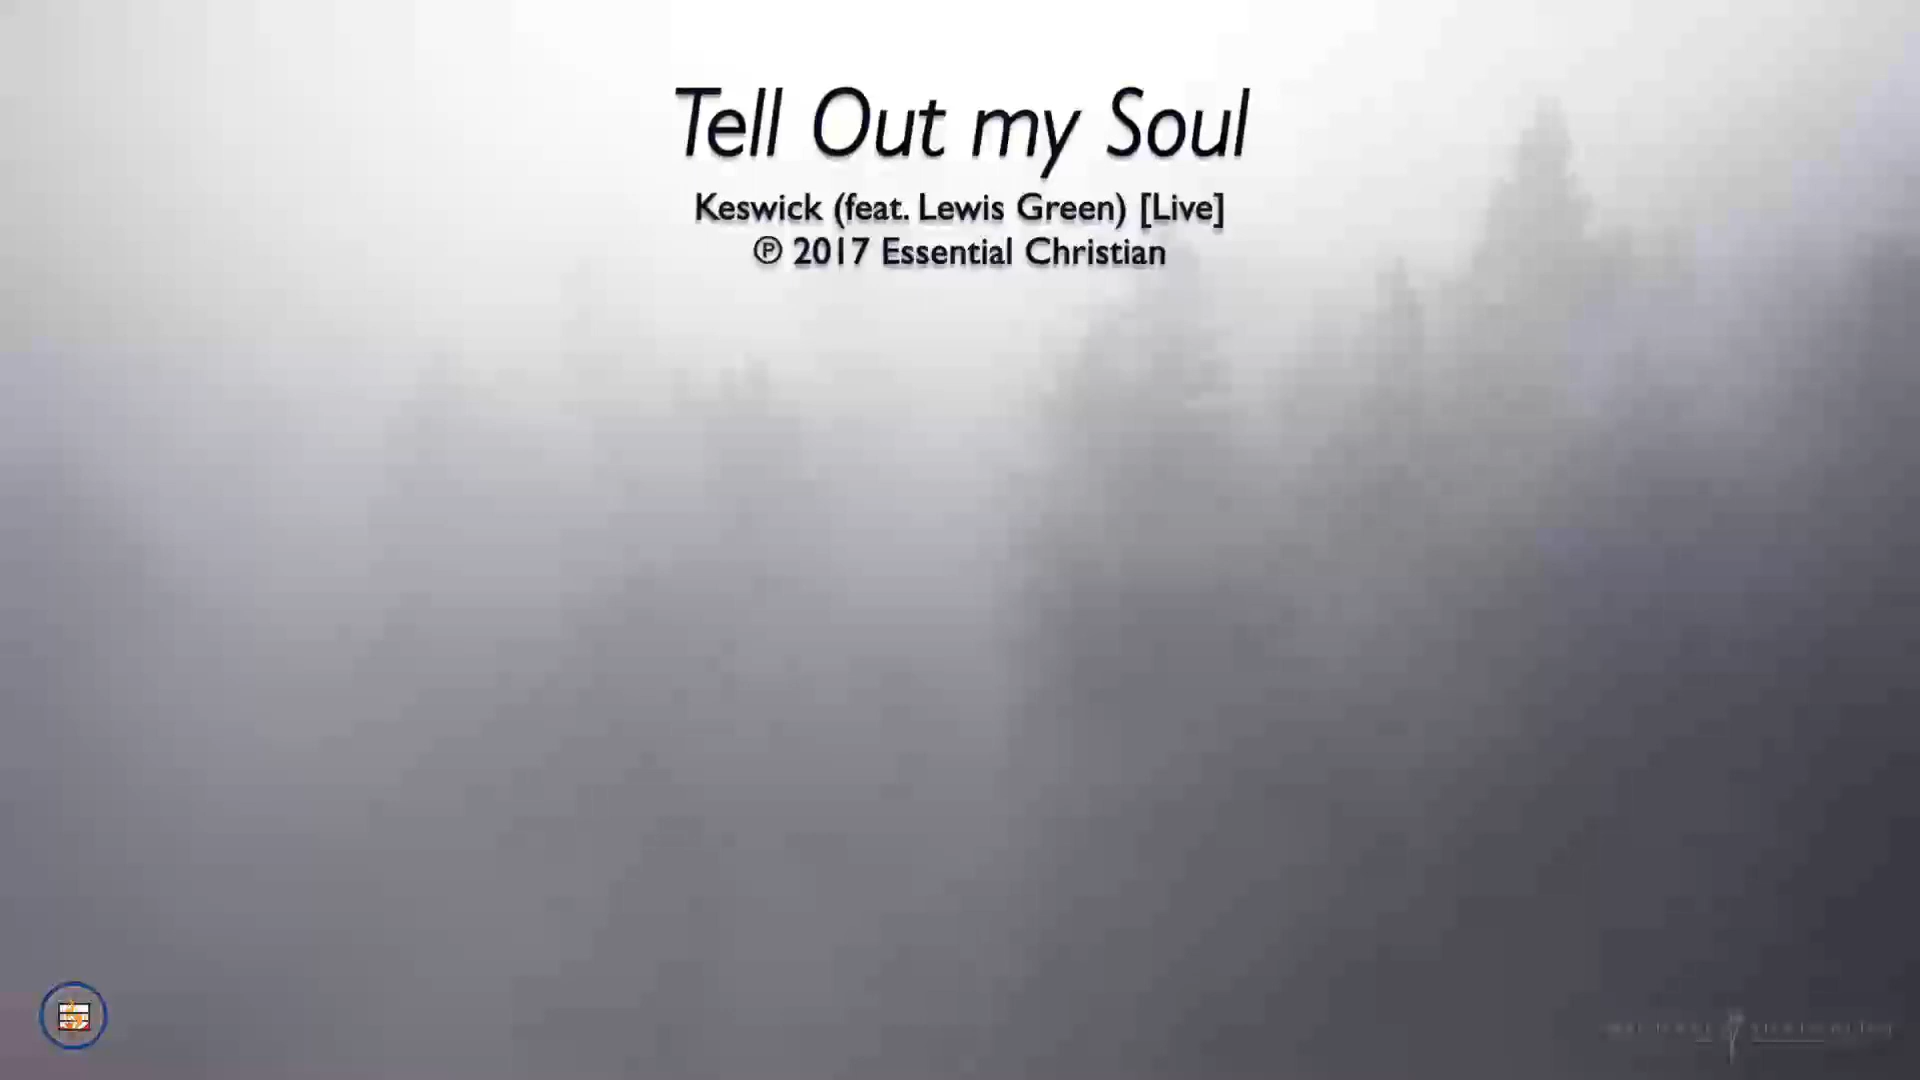 Tell Out my Soul
Keswick (feat. Lewis Green) [Live]
℗ 2017 Essential Christian